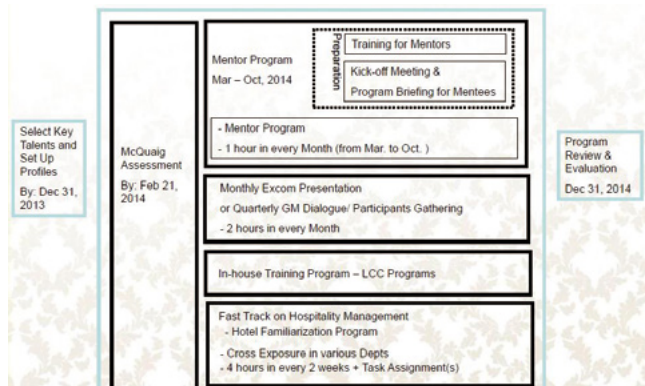 Select Key
Talents and
Set Up
Profiles
By: Dec 31,
2013
McQuaig
Assessment
By: Feb 21,
2014
Mentor Program
Mar – Oct, 2014
Preparation
Training for Mentors
Kick-off Meeting &
Program Briefing for Mentees
- Mentor Program
- 1 hour in every Month (from Mar. to Oct. )
Monthly Excom Presentation
or Quarterly GM Dialogue/ Participants Gathering
- 2 hours in every Month
In-house Training Program – LCC Programs
Fast Track on Hospitality Management
- Hotel Familiarization Program
- Cross Exposure in various Depts
- 4 hours in every 2 weeks + Task Assignment(s)
Program
Review &
Evaluation
Dec 31, 2014